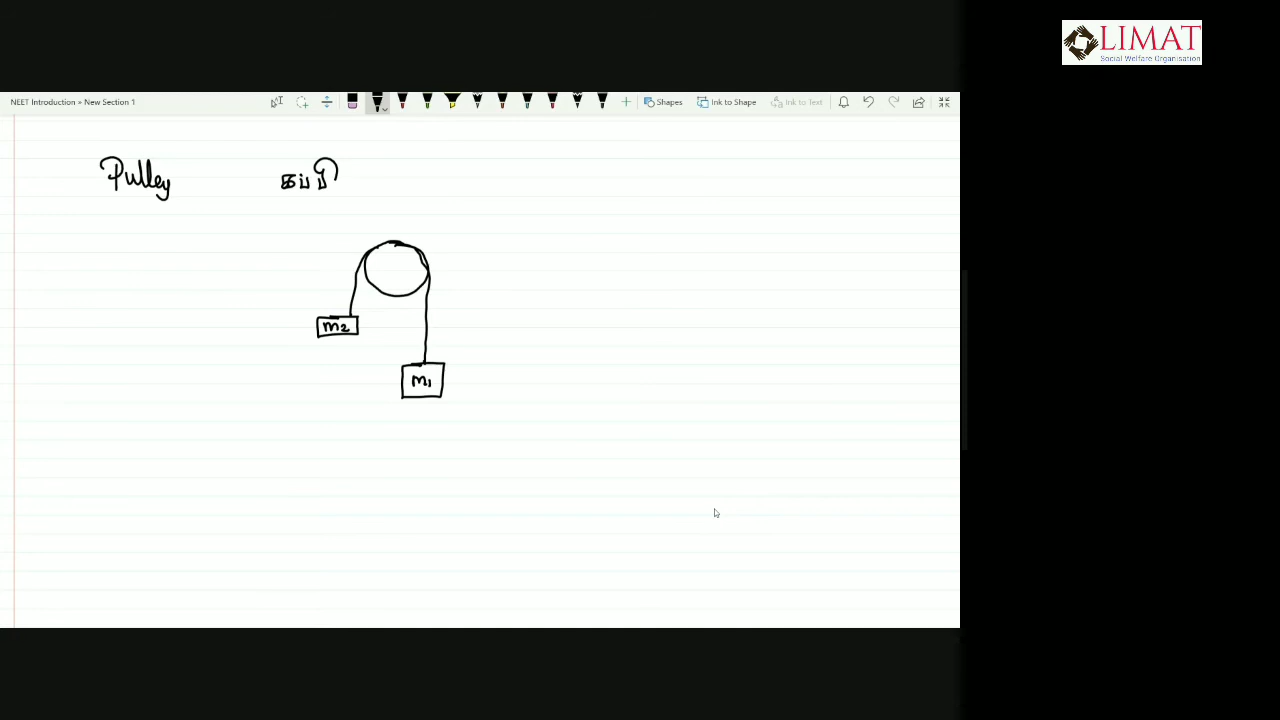 LIMAT
Social Welfare Organisation
NEET Introduction » New Section 1
Shapes Ink to Shape Ink to Text
Pulley கப்பி
m2
m1